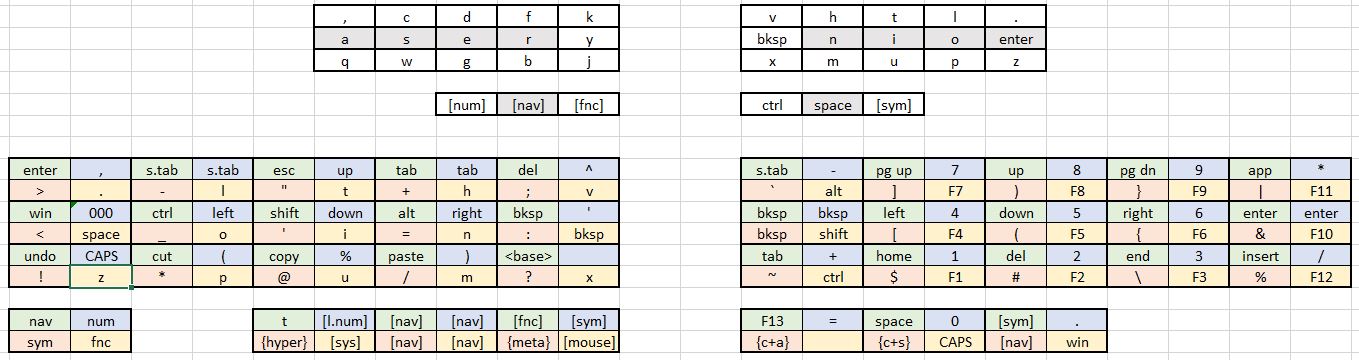 , c d f k v h t l .
a s e r y bksp n i o enter
q w g b j x m u p z
[num] [nav] [fnc] ctrl space [sym]
enter , s.tab s.tab esc up tab tab del ^ s.tab - pg up 7 up 8 pg dn 9 app *
> . - l " t + h ; v ` alt ] F7 ) F8 } F9 | F11
win 000 ctrl left shift down alt right bksp ' bksp bksp left 4 down 5 right 6 enter enter
< space _ o ' i = n : bksp bksp shift [ F4 ( F5 { F6 & F10
undo CAPS cut ( copy % paste ) <base> tab + home 1 del 2 end 3 insert /
! z * p @ u / m ? x ~ ctrl $ F1 # F2 \ F3 % F12
nav num t [l.num] [nav] [nav] [fnc] [sym] F13 = space 0 [sym] .
sym fnc {hyper} [sys] [nav] [nav] {meta} [mouse] {c+a} {c+s} CAPS [nav] win